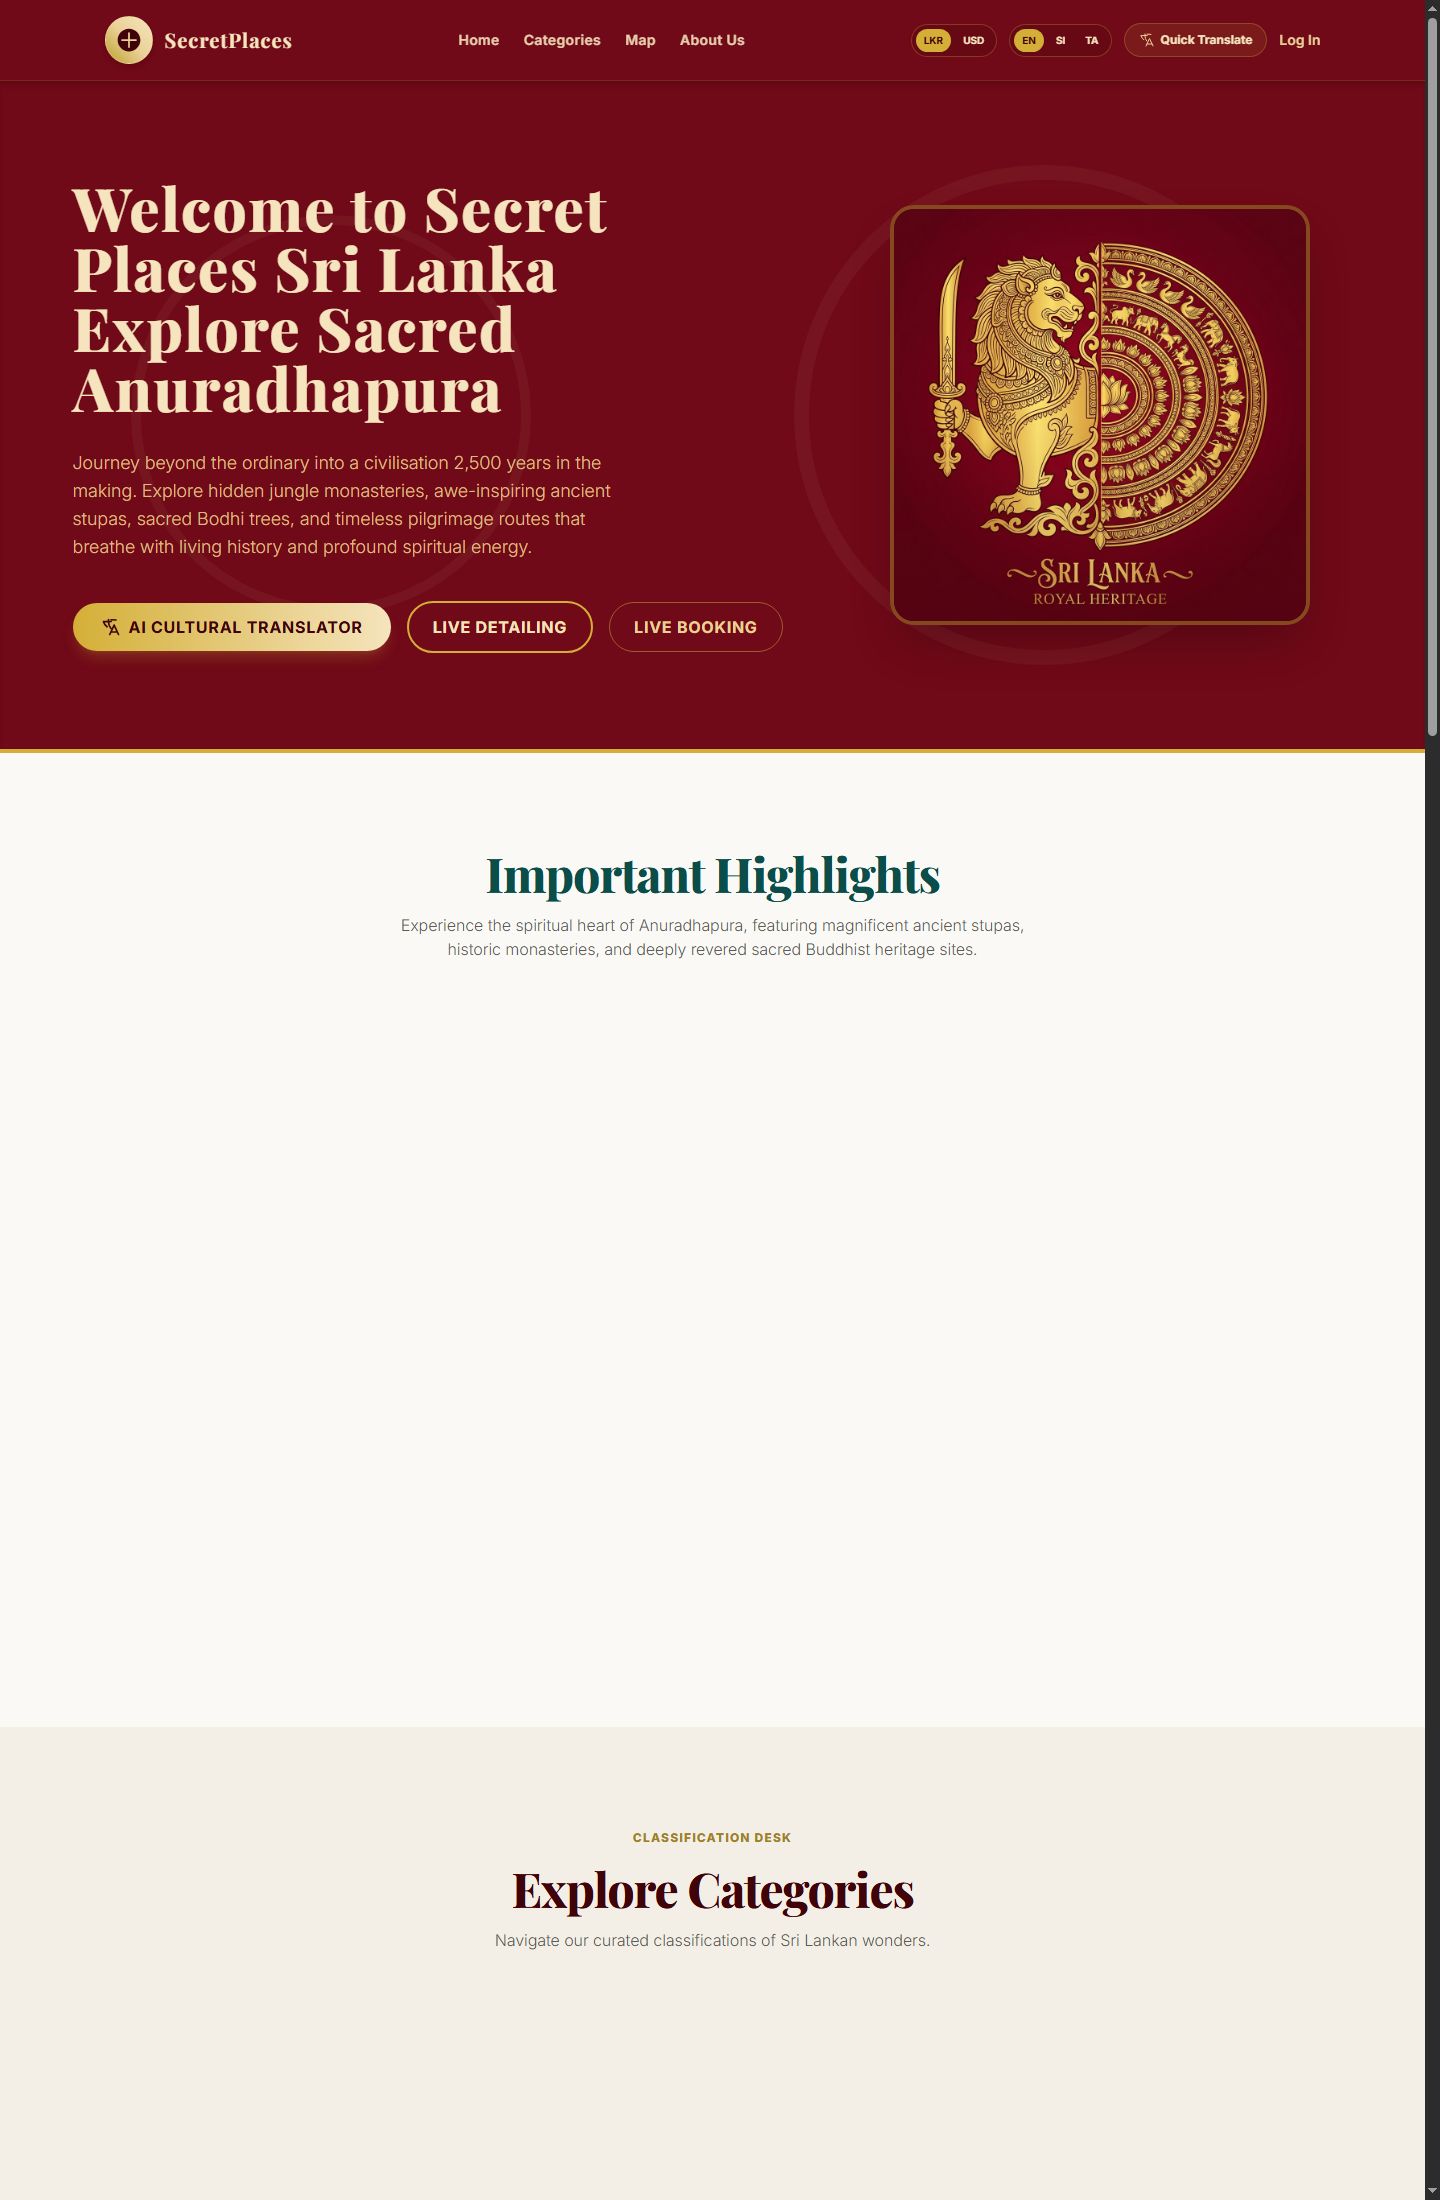 SecretPlaces
Home
Categories
Map
About Us
LKR
USD
EN
SI
TA
Quick Translate
Log In
Welcome to Secret
Places Sri Lanka
Explore Sacred
Anuradhapura
Journey beyond the ordinary into a civilisation 2,500 years in the
making. Explore hidden jungle monasteries, awe-inspiring ancient
stupas, sacred Bodhi trees, and timeless pilgrimage routes that
breathe with living history and profound spiritual energy.
AI CULTURAL TRANSLATOR
LIVE DETAILING
LIVE BOOKING
SRI LANKA
ROYAL HERITAGE
Important Highlights
Experience the spiritual heart of Anuradhapura, featuring magnificent ancient stupas,
historic monasteries, and deeply revered sacred Buddhist heritage sites.
CLASSIFICATION DESK
Explore Categories
Navigate our curated classifications of Sri Lankan wonders.